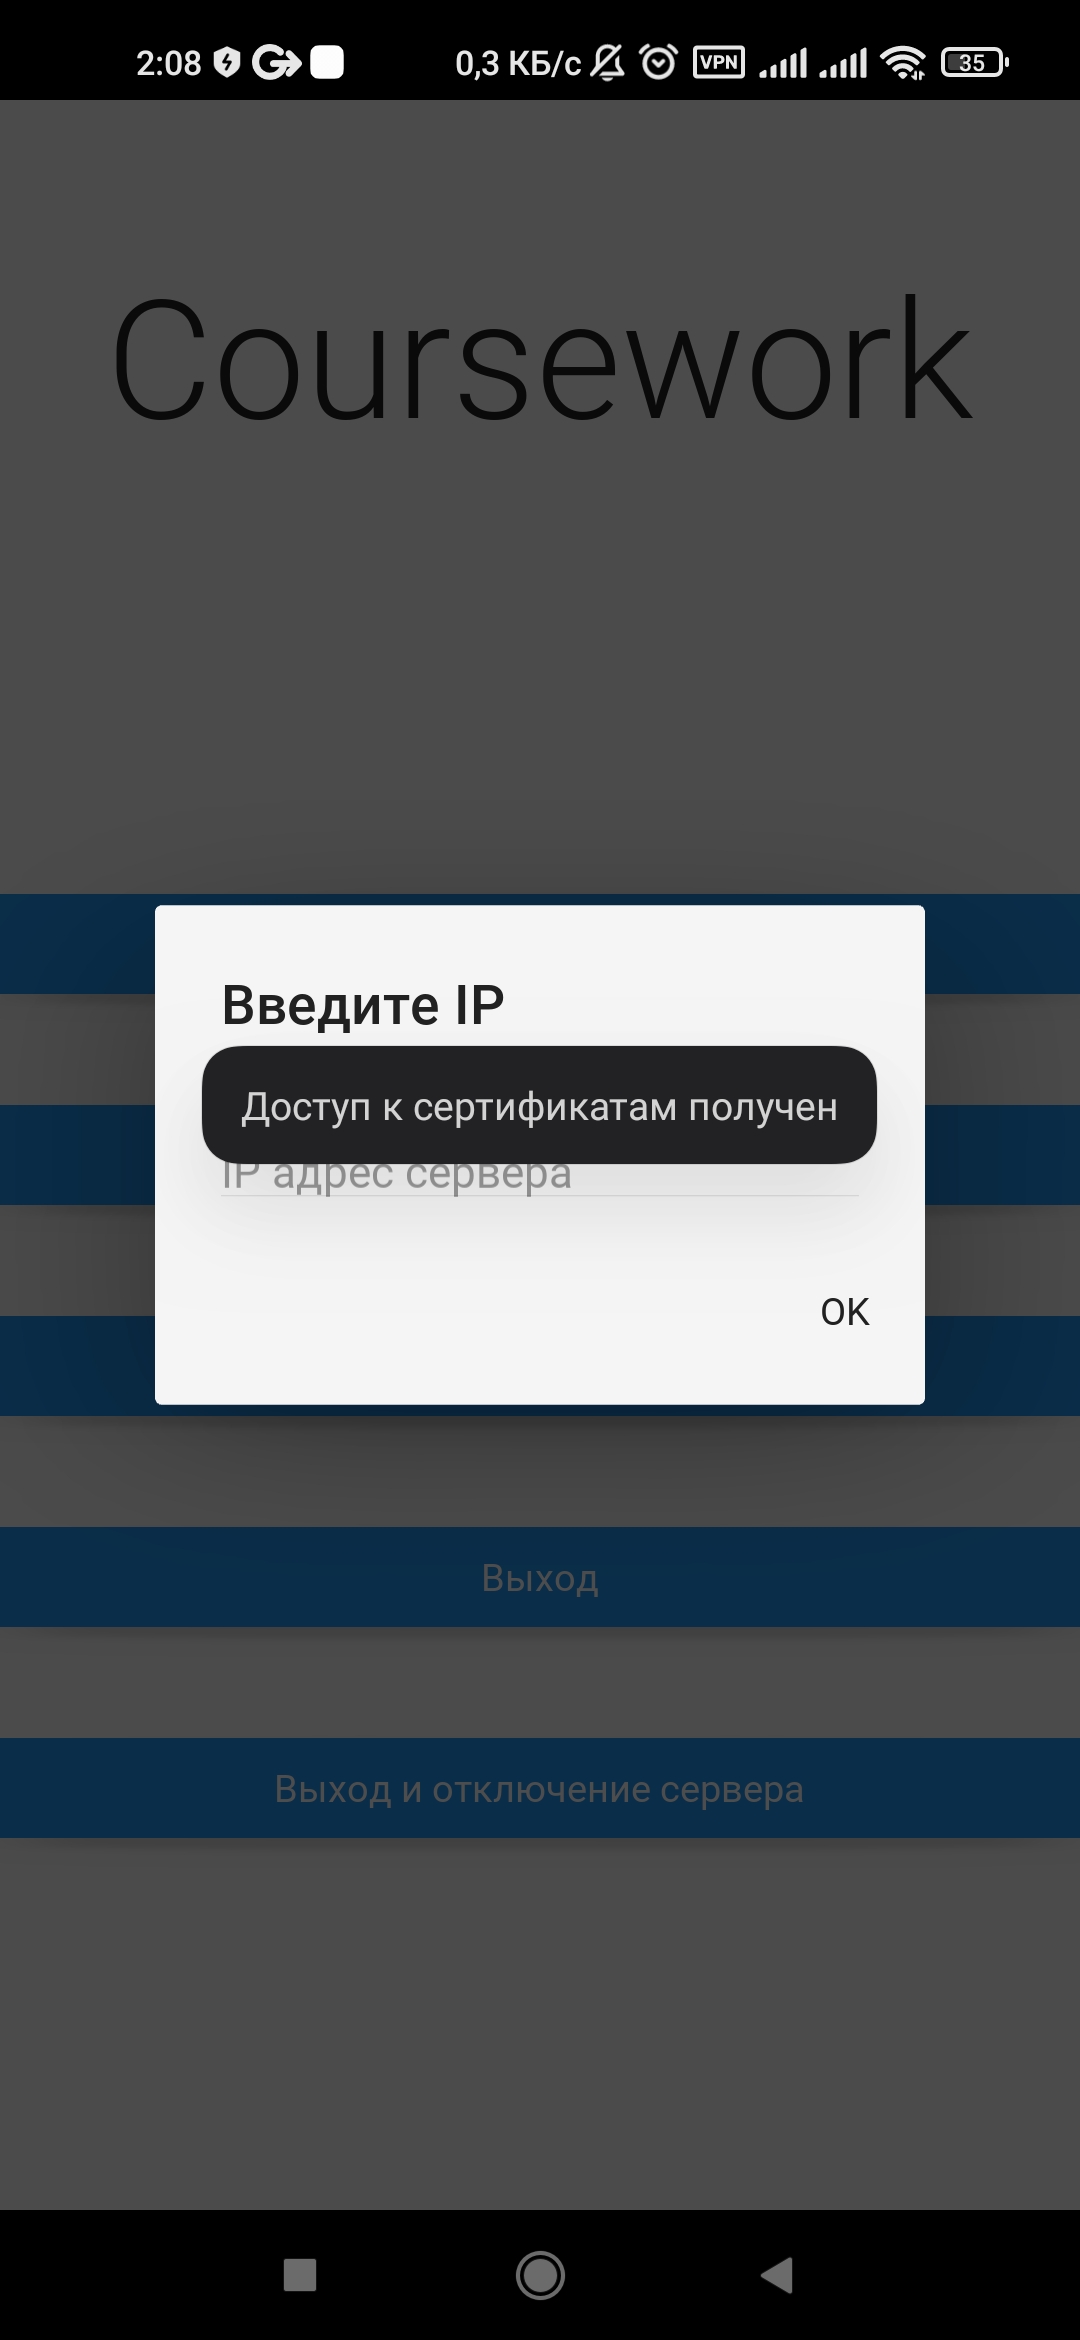 2:08 0,3 КБ/с VPN 35
Coursework
Введите IP
Доступ к сертификатам получен
IP адрес сервера
OK
Выход
Выход и отключение сервера